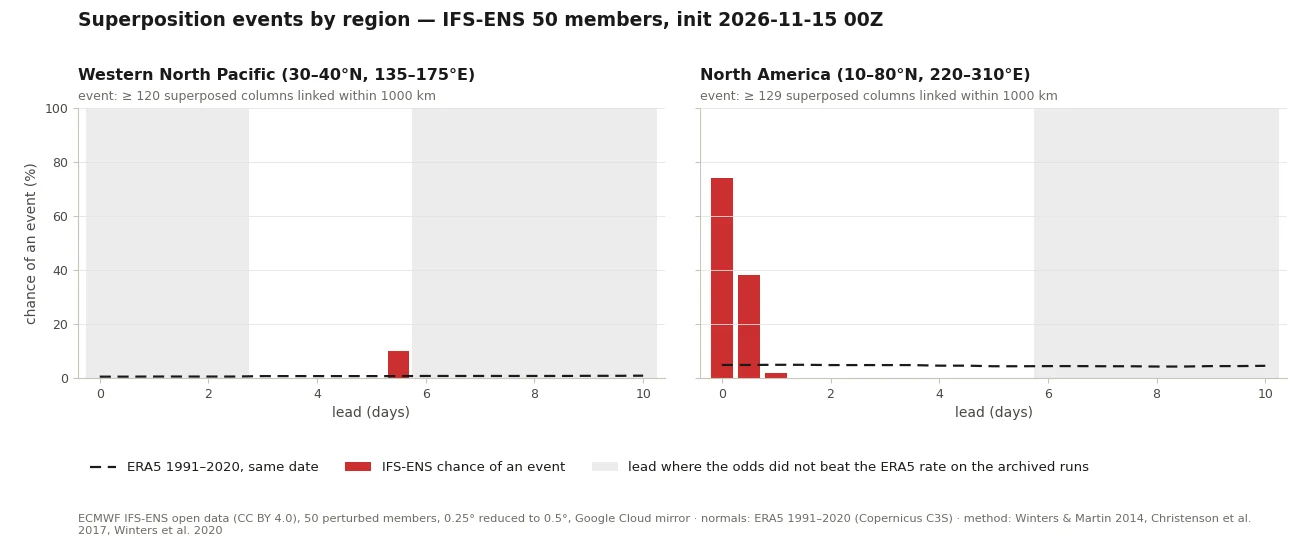 Superposition events by region — IFS-ENS 50 members, init 2026-11-15 00Z
Western North Pacific (30–40°N, 135–175°E)
event: ≥ 120 superposed columns linked within 1000 km
North America (10–80°N, 220–310°E)
event: ≥ 129 superposed columns linked within 1000 km
chance of an event (%)
100
80
60
40
20
0
0 2 4 6 8 10
lead (days)
0 2 4 6 8 10
lead (days)
ERA5 1991–2020, same date
IFS-ENS chance of an event
lead where the odds did not beat the ERA5 rate on the archived runs
ECMWF IFS-ENS open data (CC BY 4.0), 50 perturbed members, 0.25° reduced to 0.5°, Google Cloud mirror · normals: ERA5 1991–2020 (Copernicus C3S) · method: Winters & Martin 2014, Christenson et al.
2017, Winters et al. 2020